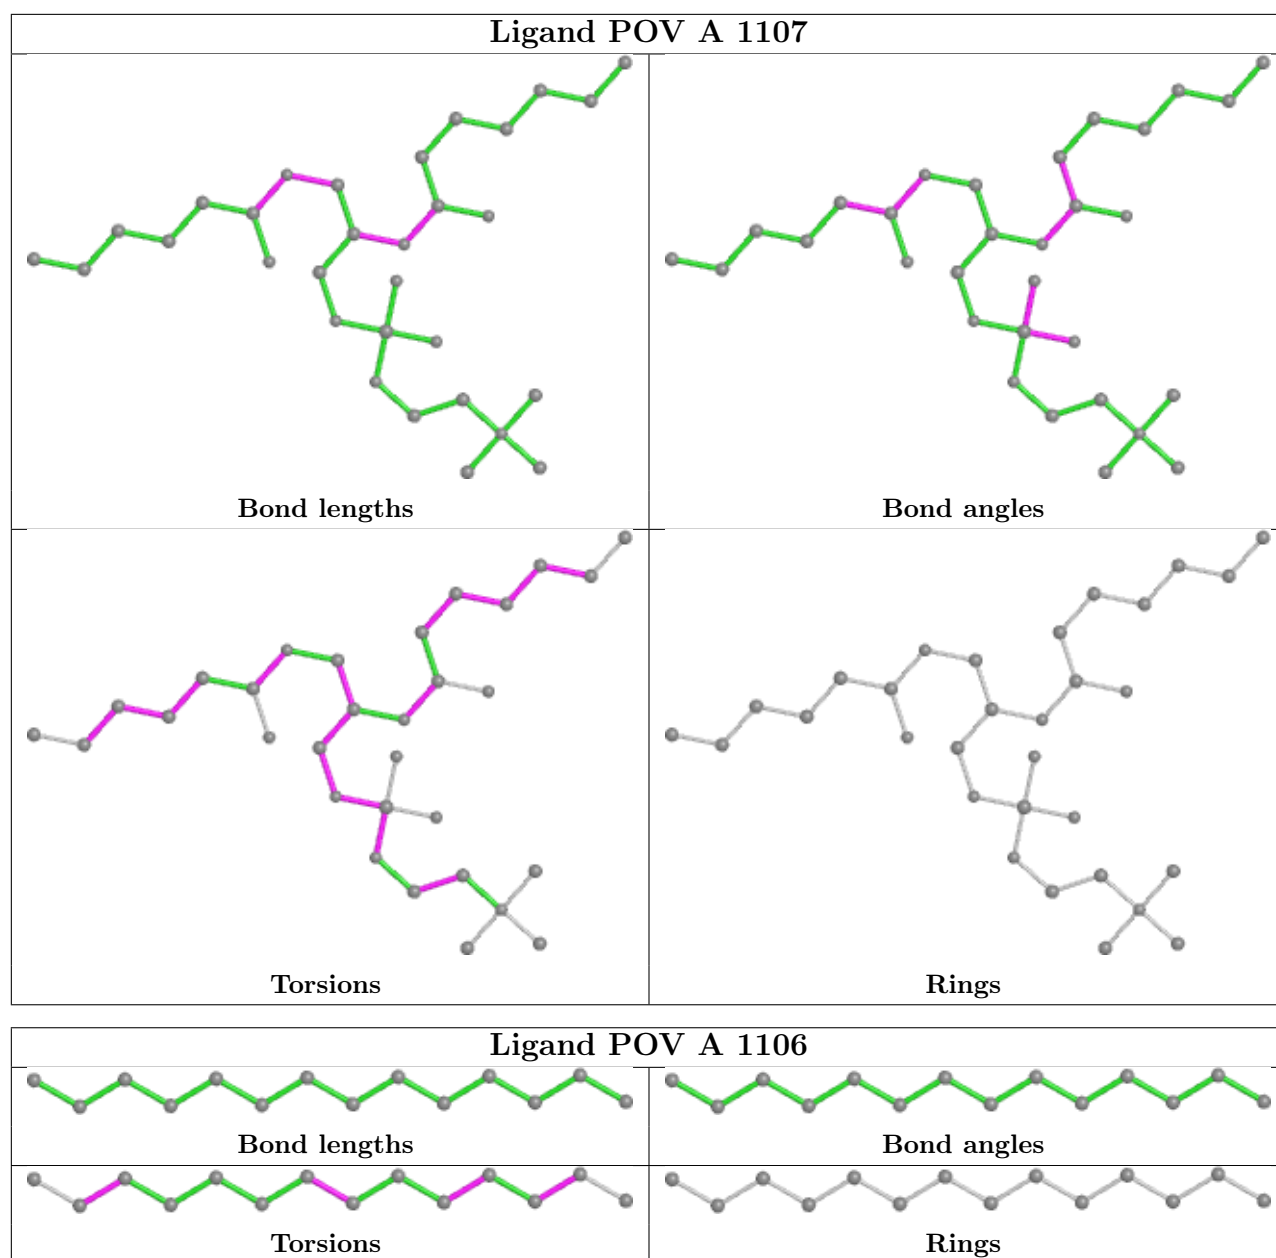 Ligand POV A 1107
Bond lengths
Bond angles
Torsions
Rings
Ligand POV A 1106
Bond lengths
Bond angles
Torsions
Rings